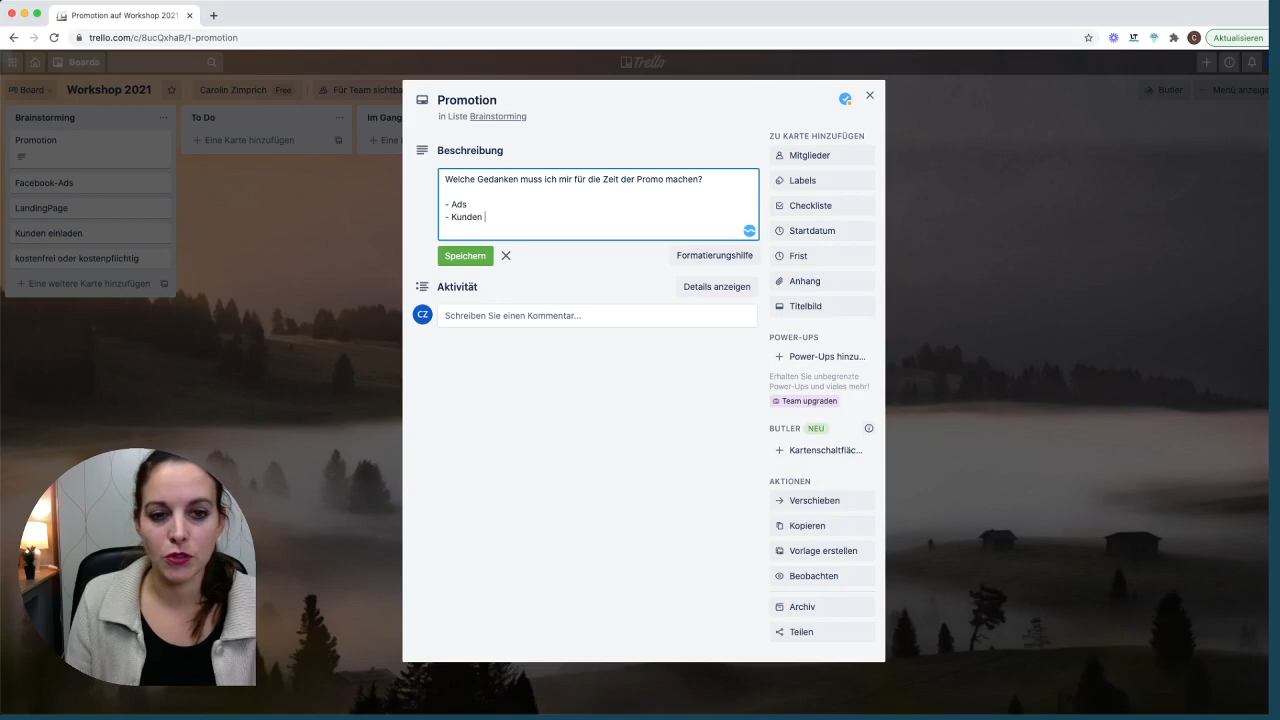 Promotion auf Workshop 2021
trello.com/c/8ucQxhaB/1-promotion
LT
C
Aktualisieren
Boards
Trello
Board
Workshop 2021
Carolin Zimprich
Free
Für Team sichtba
Butler
Menü anzeige
Brainstorming
Promotion
Facebook-Ads
LandingPage
Kunden einladen
kostenfrei oder kostenpflichtig
+ Eine weitere Karte hinzufügen
To Do
+ Eine Karte hinzufügen
Im Gang
+ Eine
Promotion
in Liste Brainstorming
Beschreibung
Welche Gedanken muss ich mir für die Zeit der Promo machen?
- Ads
- Kunden
Speichern
Formatierungshilfe
Aktivität
Details anzeigen
CZ
Schreiben Sie einen Kommentar...
ZU KARTE HINZUFÜGEN
Mitglieder
Labels
Checkliste
Startdatum
Frist
Anhang
Titelbild
POWER-UPS
+ Power-Ups hinzu...
Erhalten Sie unbegrenzte
Power-Ups und vieles mehr!
Team upgraden
BUTLER NEU
+ Kartenschaltfläc...
AKTIONEN
Verschieben
Kopieren
Vorlage erstellen
Beobachten
Archiv
Teilen